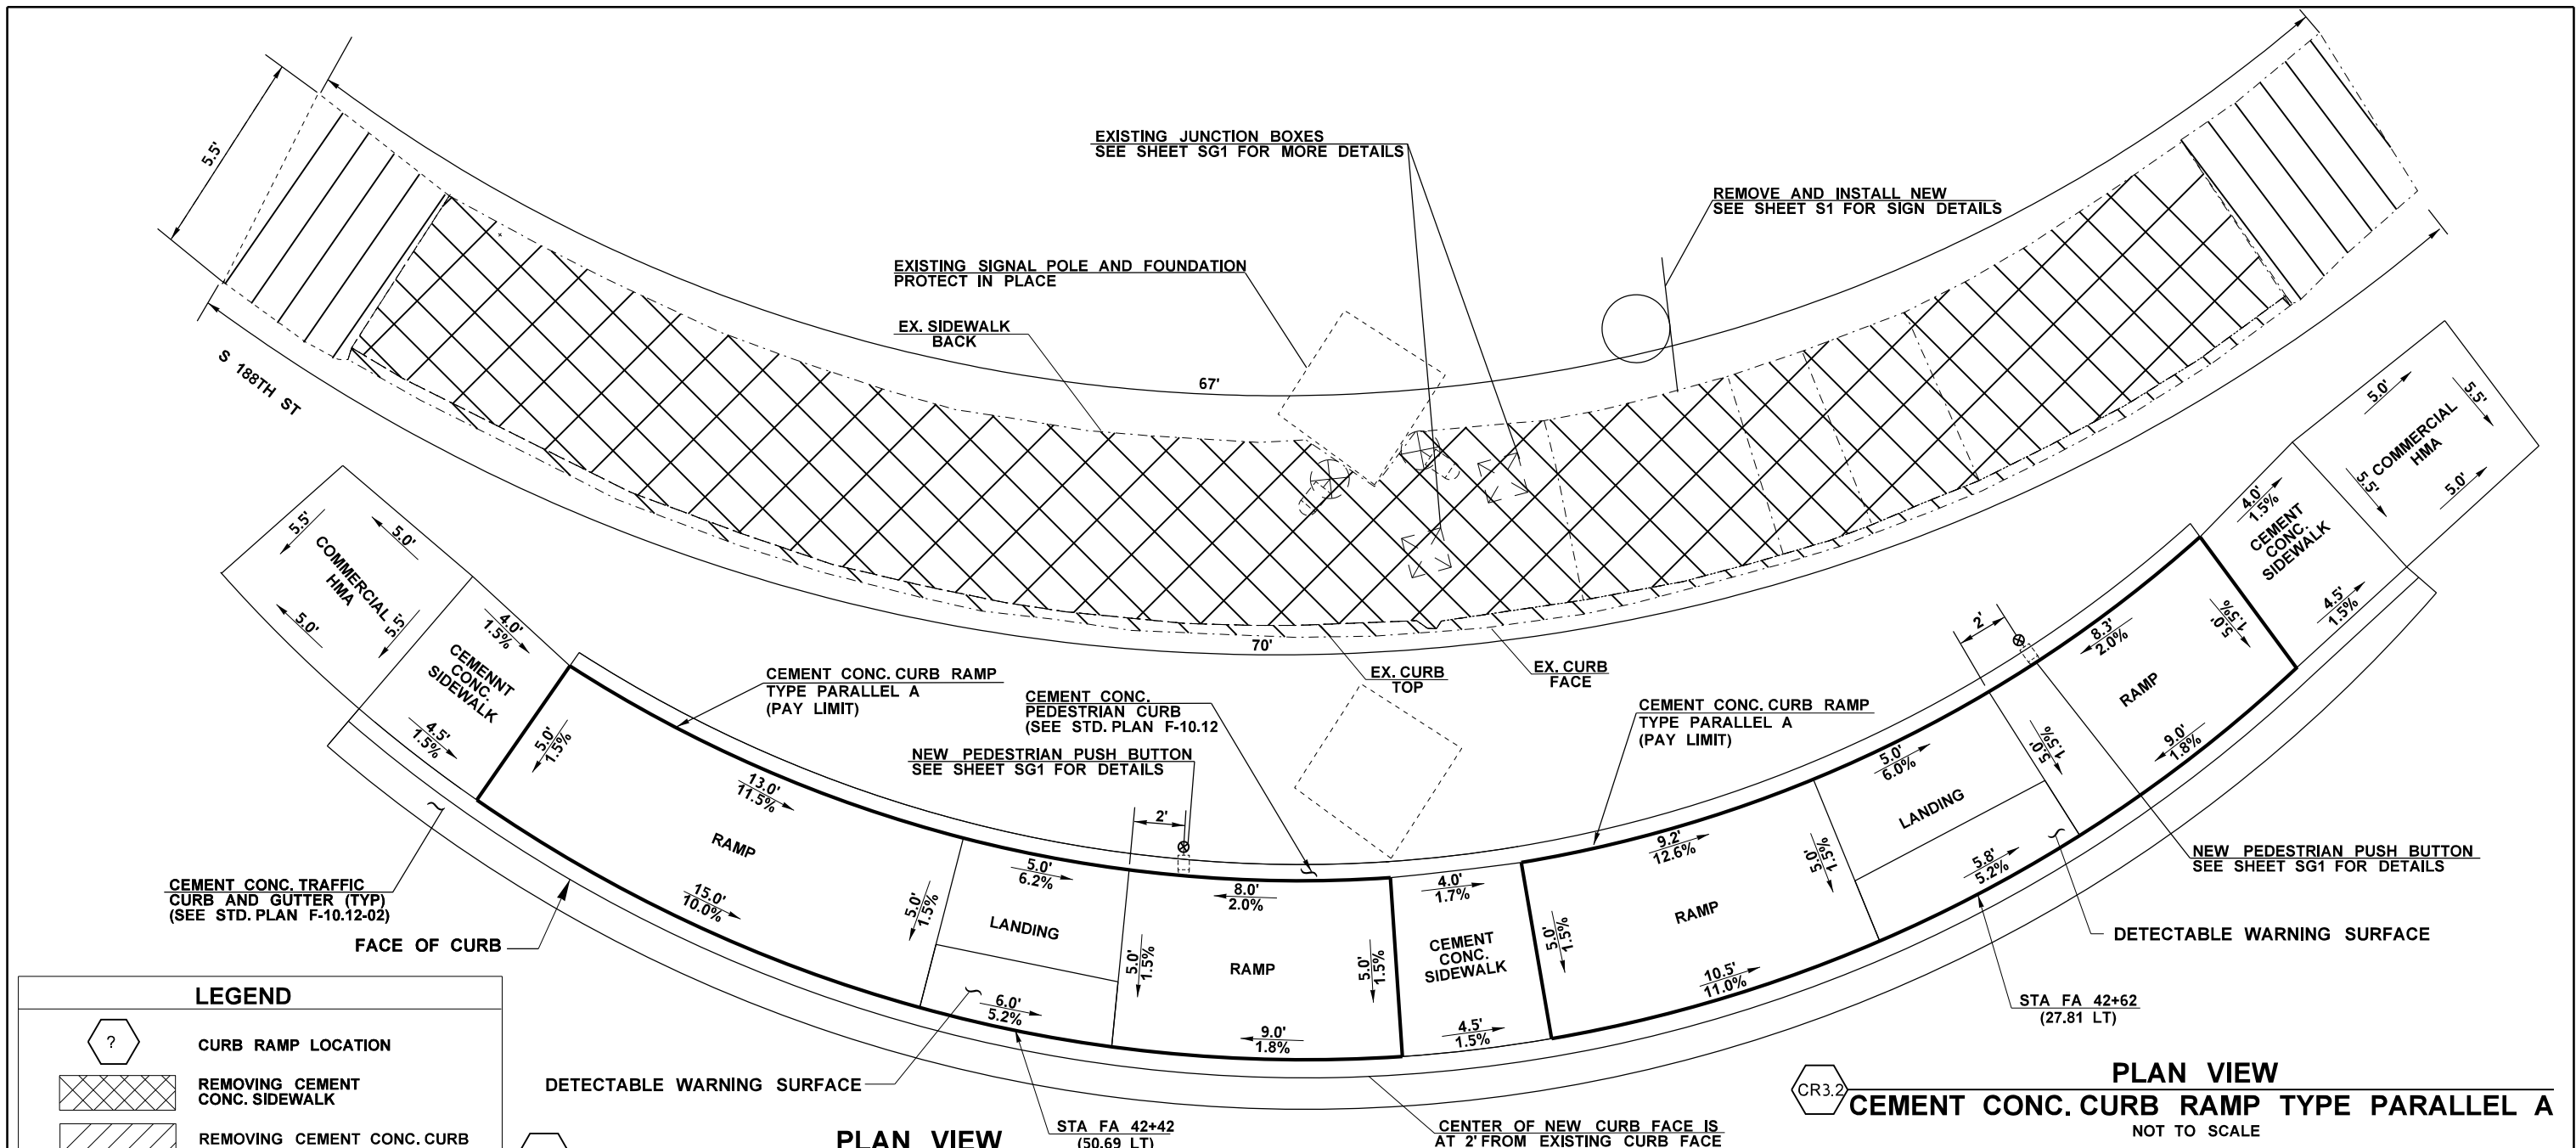 5.5'
EXISTING JUNCTION BOXES
SEE SHEET SG1 FOR MORE DETAILS
REMOVE AND INSTALL NEW
SEE SHEET S1 FOR SIGN DETAILS
EXISTING SIGNAL POLE AND FOUNDATION
PROTECT IN PLACE
EX. SIDEWALK
BACK
67'
S 188TH ST
70'
EX. CURB
TOP
EX. CURB
FACE
5.5'
5.0'
COMMERCIAL
HMA
5.0'
5.5'
4.0'
1.5%
CEMENNT
CONC.
SIDEWALK
4.5'
1.5%
CEMENT CONC. CURB RAMP
TYPE PARALLEL A
(PAY LIMIT)
CEMENT CONC.
PEDESTRIAN CURB
(SEE STD. PLAN F-10.12
NEW PEDESTRIAN PUSH BUTTON
SEE SHEET SG1 FOR DETAILS
5.0'
1.5%
13.0'
11.5%
RAMP
15.0'
10.0%
5.0'
1.5%
2'
5.0'
6.2%
LANDING
6.0'
5.2%
5.0'
1.5%
8.0'
2.0%
RAMP
9.0'
1.8%
5.0'
1.5%
4.0'
1.7%
CEMENT
CONC.
SIDEWALK
4.5'
1.5%
CEMENT CONC. CURB RAMP
TYPE PARALLEL A
(PAY LIMIT)
5.0'
1.5%
9.2'
12.6%
RAMP
10.5'
11.0%
5.0'
1.5%
5.0'
6.0%
LANDING
5.8'
5.2%
2'
5.0'
1.5%
8.3'
2.0%
RAMP
9.0'
1.8%
5.0'
1.5%
4.0'
1.5%
CEMENT
CONC.
SIDEWALK
4.5'
1.5%
5.0'
5.5'
COMMERCIAL
HMA
5.5'
5.0'
NEW PEDESTRIAN PUSH BUTTON
SEE SHEET SG1 FOR DETAILS
DETECTABLE WARNING SURFACE
STA FA 42+62
(27.81 LT)
CEMENT CONC. TRAFFIC
CURB AND GUTTER (TYP)
(SEE STD. PLAN F-10.12-02)
FACE OF CURB
DETECTABLE WARNING SURFACE
STA FA 42+42
(50.69 LT)
CENTER OF NEW CURB FACE IS
AT 2' FROM EXISTING CURB FACE
LEGEND
?
CURB RAMP LOCATION
REMOVING CEMENT
CONC. SIDEWALK
REMOVING CEMENT CONC. CURB
PLAN VIEW
CR3.2
PLAN VIEW
CEMENT CONC. CURB RAMP TYPE PARALLEL A
NOT TO SCALE